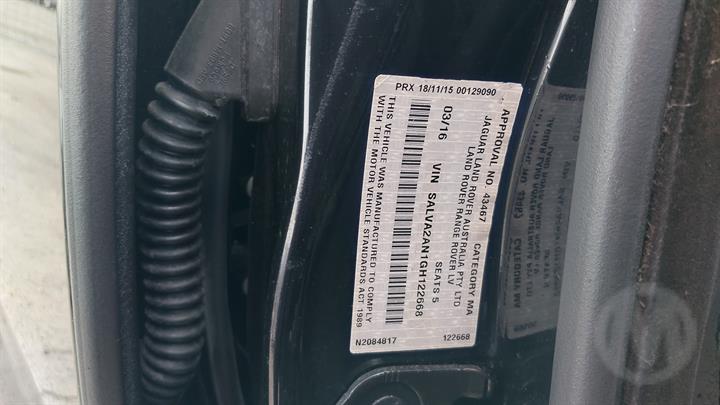 PRX 18/11/15 00129090
APPROVAL NO. 43467 CATEGORY MA
JAGUAR LAND ROVER AUSTRALIA PTY LTD
LAND ROVER RANGE ROVER LV
03/16 VIN SALVA2AN1GH122668
SEATS 5
THIS VEHICLE WAS MANUFACTURED TO COMPLY
WITH THE MOTOR VEHICLE STANDARDS ACT 1989
N2084817 122668